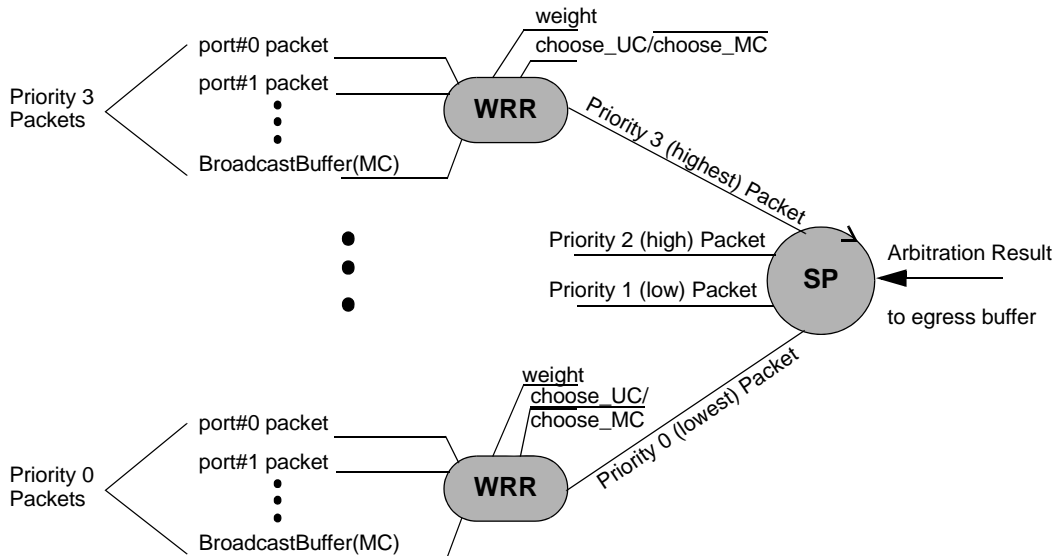 weight
choose_UC/choose_MC
port#0 packet
port#1 packet
Priority 3
Packets
WRR
BroadcastBuffer(MC)
Priority 3 (highest) Packet
Priority 2 (high) Packet
Priority 1 (low) Packet
SP
Arbitration Result
to egress buffer
Priority 0 (lowest) Packet
weight
choose_UC/
choose_MC
port#0 packet
port#1 packet
Priority 0
Packets
WRR
BroadcastBuffer(MC)